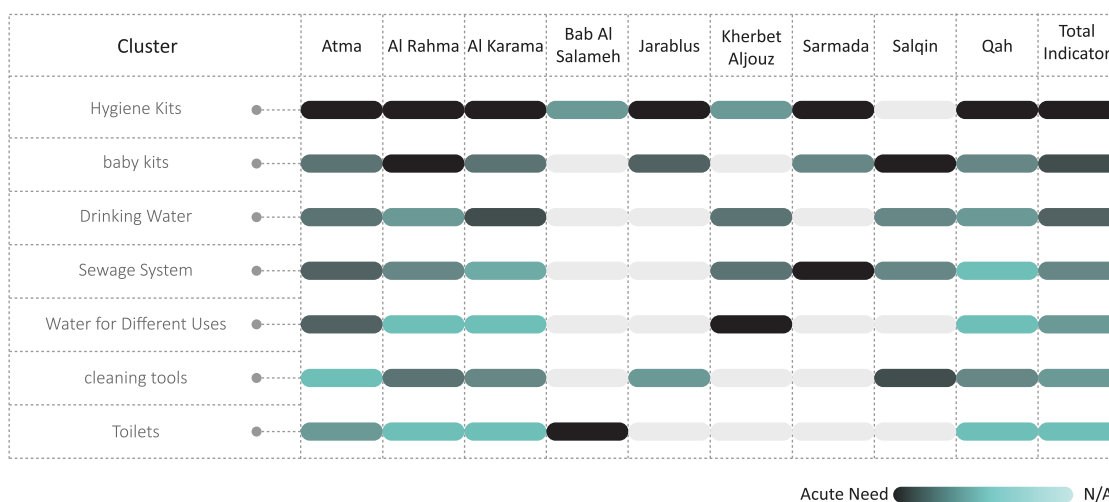 Cluster
Atma
Al Rahma
Al Karama
Bab Al
Salameh
Jarablus
Kherbet
Aljouz
Sarmada
Salqin
Qah
Total
Indicator
Hygiene Kits
baby kits
Drinking Water
Sewage System
Water for Different Uses
cleaning tools
Toilets
Acute Need
N/A